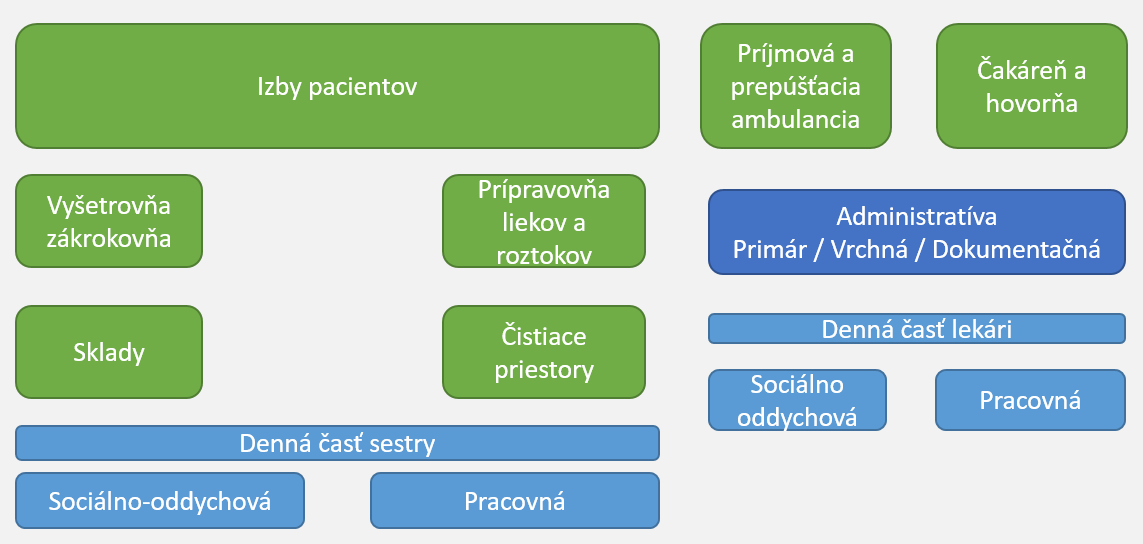 Izby pacientov
Príjmová a
prepúšťacia
ambulancia
Čakáreň a
hovorňa
Vyšetrovňa
zákrokovňa
Prípravovňa
liekov a
roztokov
Administratíva
Primár / Vrchná / Dokumentačná
Sklady
Čistiace
priestory
Denná časť lekári
Sociálno
oddychová
Pracovná
Denná časť sestry
Sociálno-oddychová
Pracovná